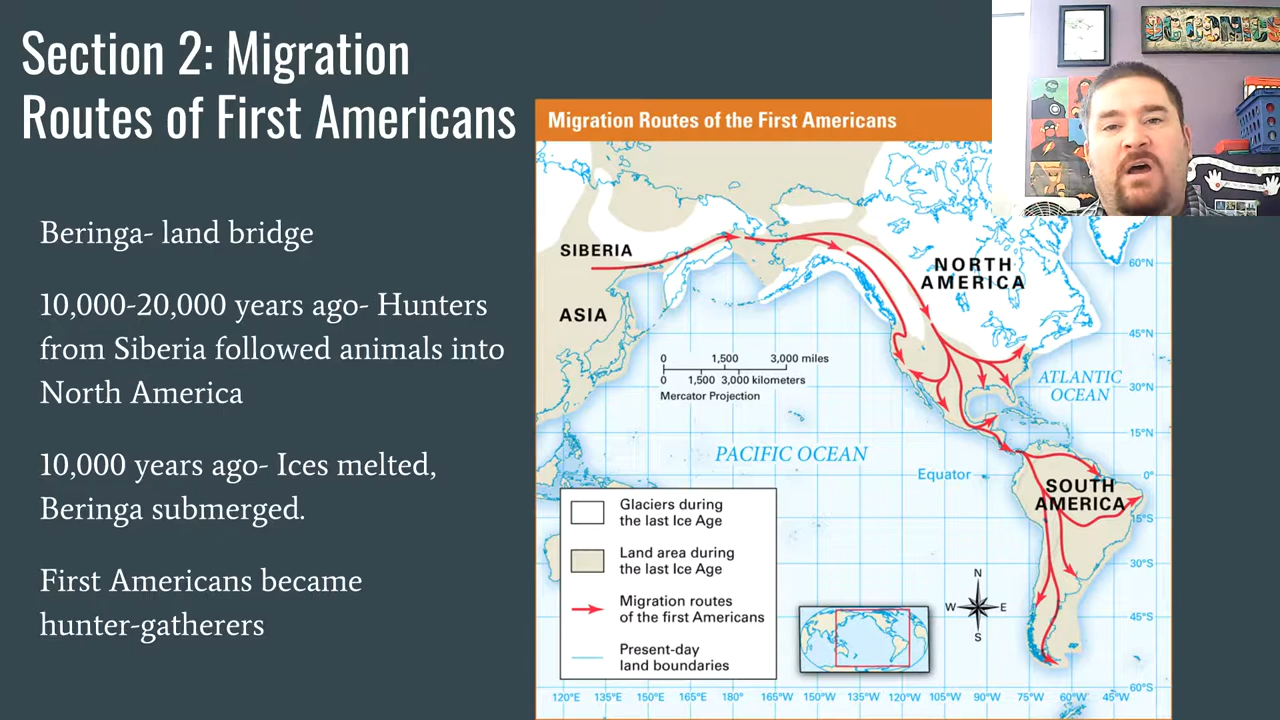 Section 2: Migration
Routes of First Americans
Beringa- land bridge
10,000-20,000 years ago- Hunters
from Siberia followed animals into
North America
10,000 years ago- Ices melted,
Beringa submerged.
First Americans became
hunter-gatherers
Migration Routes of the First Americans
DC COMICS
SIBERIA
ASIA
NORTH
AMERICA
60°N
45°N
0 1,500 3,000 miles
0 1,500 3,000 kilometers
Mercator Projection
ATLANTIC
OCEAN
30°N
15°N
PACIFIC OCEAN
Equator
0°
SOUTH
AMERICA
15°S
30°S
45°S
60°S
Glaciers during
the last Ice Age
Land area during
the last Ice Age
Migration routes
of the first Americans
Present-day
land boundaries
N
W E
S
120°E 135°E 150°E 165°E 180° 165°W 150°W 135°W 120°W 105°W 90°W 75°W 60°W 45°W